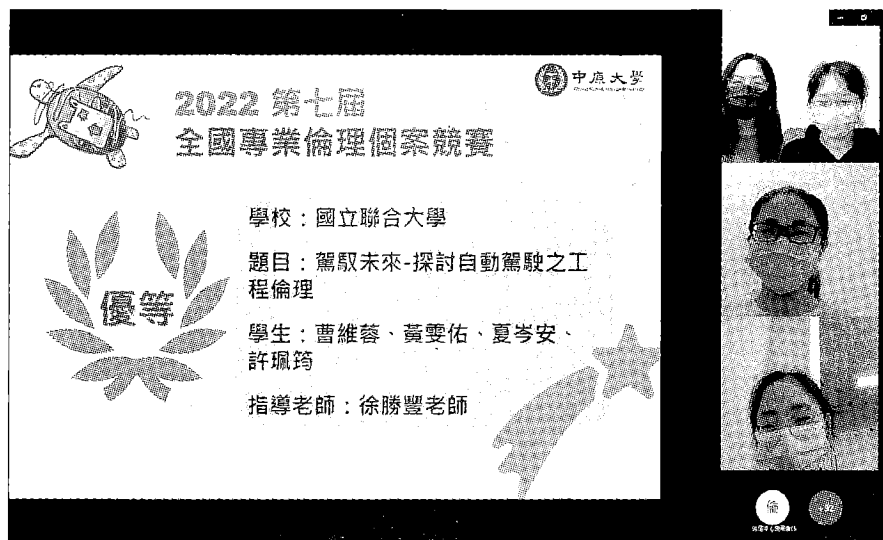 中原大學
2022 第七屆
全國專業倫理個案競賽
優等
學校：國立聯合大學
題目：駕馭未來-探討自動駕駛之工
程倫理
學生：曹維蓉、黃雯佑、夏岑安、
許珮筠
指導老師：徐勝豐老師
倫
+92